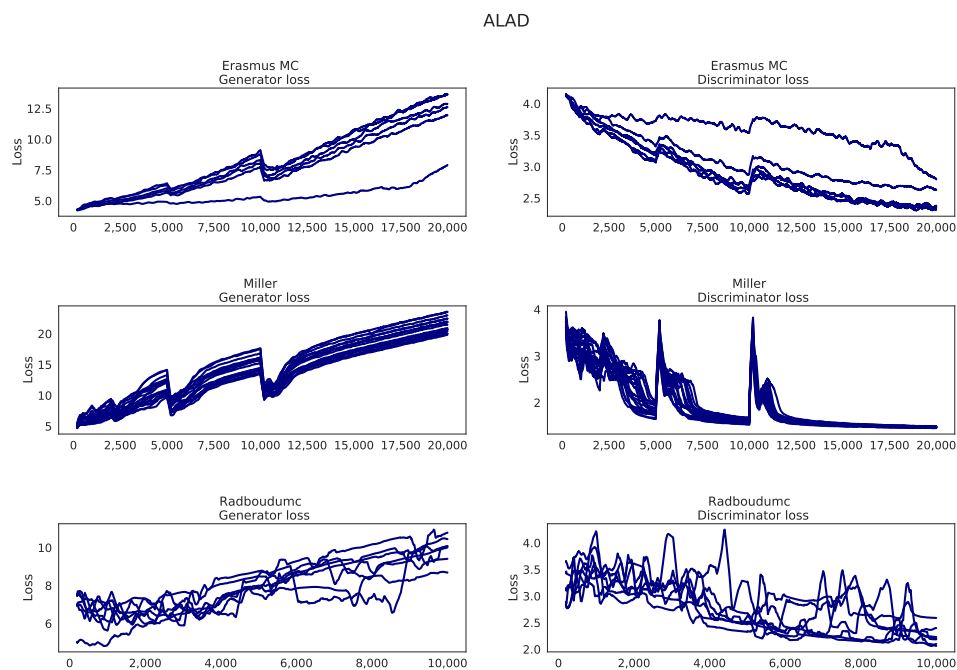 ALAD
Erasmus MC
Generator loss
Loss
12.5
10.0
7.5
5.0
0 2,500 5,000 7,500 10,000 12,500 15,000 17,500 20,000
Erasmus MC
Discriminator loss
Loss
4.0
3.5
3.0
2.5
0 2,500 5,000 7,500 10,000 12,500 15,000 17,500 20,000
Miller
Generator loss
Loss
20
15
10
5
0 2,500 5,000 7,500 10,000 12,500 15,000 17,500 20,000
Miller
Discriminator loss
Loss
4
3
2
0 2,500 5,000 7,500 10,000 12,500 15,000 17,500 20,000
Radboudumc
Generator loss
Loss
10
8
6
0 2,000 4,000 6,000 8,000 10,000
Radboudumc
Discriminator loss
Loss
4.0
3.5
3.0
2.5
2.0
0 2,000 4,000 6,000 8,000 10,000